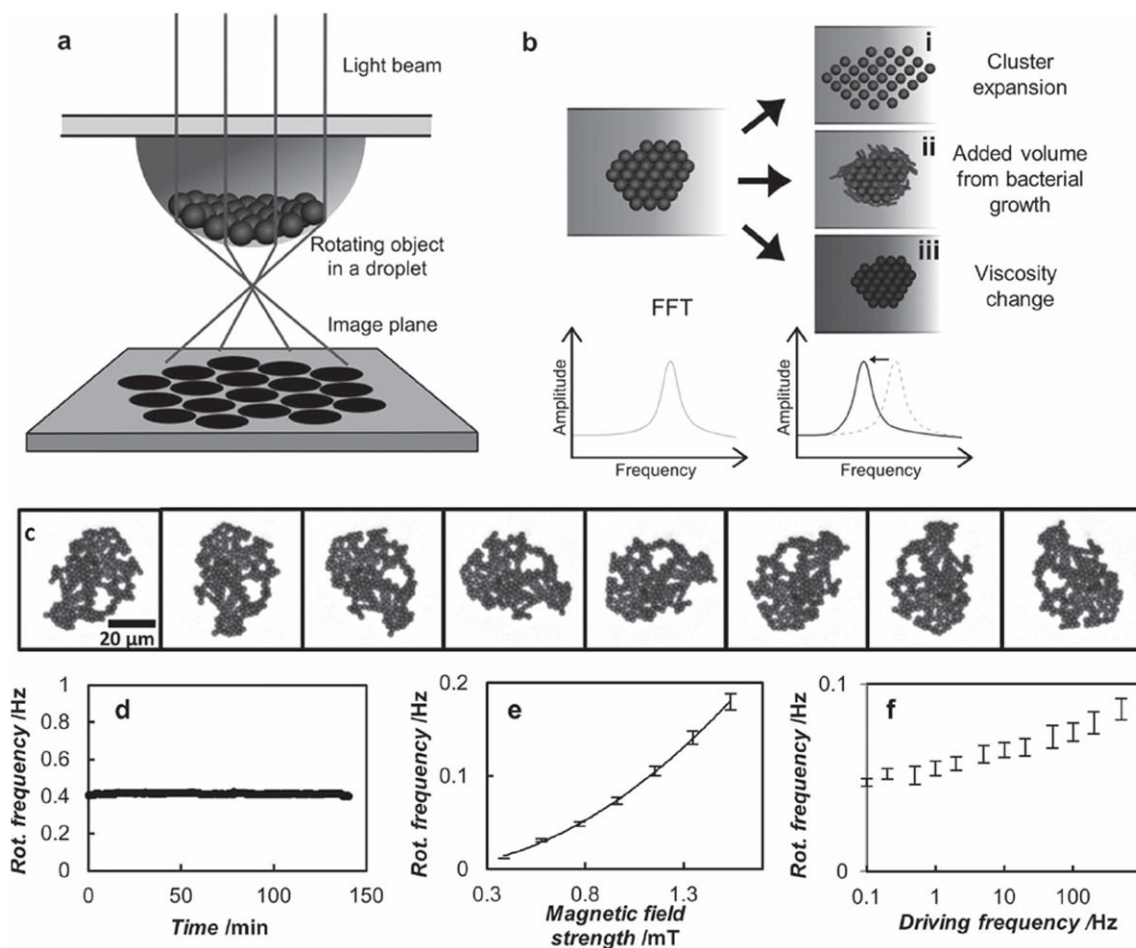 a
Light beam
Rotating object
in a droplet
Image plane
b
i
Cluster
expansion
ii
Added volume
from bacterial
growth
iii
Viscosity
change
FFT
Amplitude
Frequency
Amplitude
Frequency
c
20 µm
d
Rot. frequency /Hz
1
0.8
0.6
0.4
0.2
0
0
50
100
150
Time /min
e
Rot. frequency /Hz
0.2
0.1
0
0.3
0.8
1.3
Magnetic field
strength /mT
f
Rot. frequency /Hz
0.1
0
0.1
1
10
100
Driving frequency /Hz